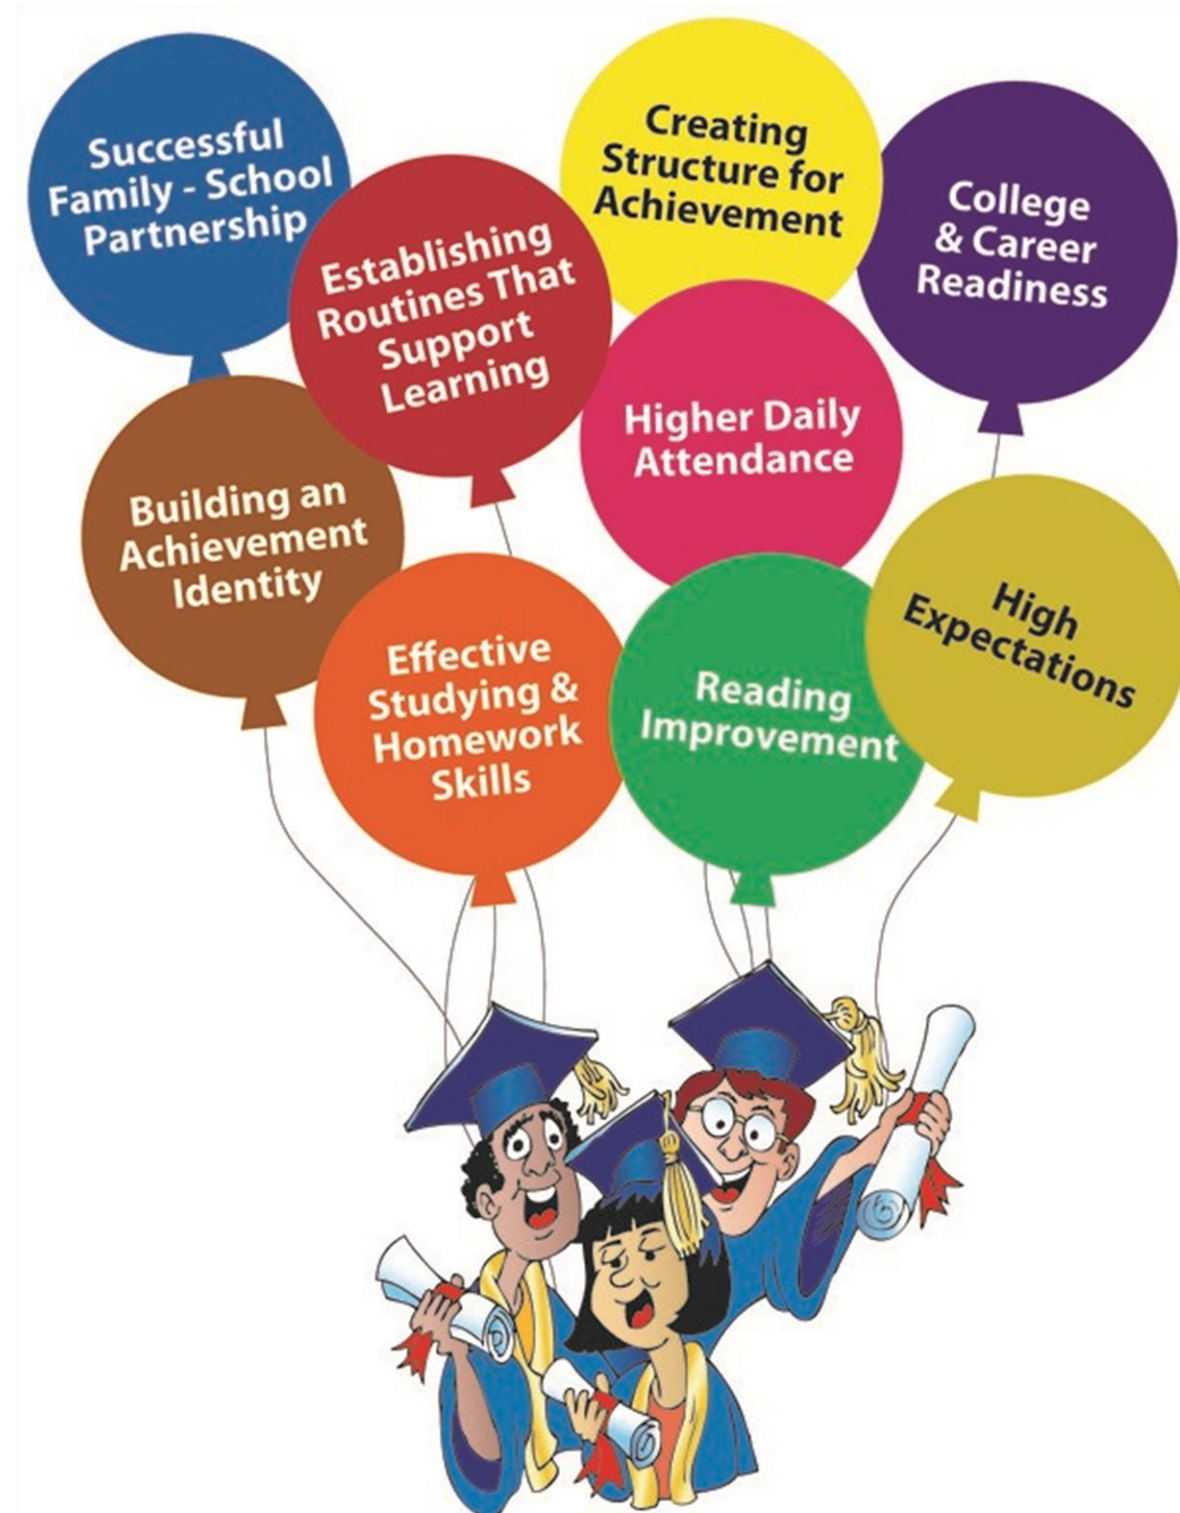 Successful
Family - School
Partnership
Establishing
Routines That
Support
Learning
Creating
Structure for
Achievement
College
& Career
Readiness
Building an
Achievement
Identity
Higher Daily
Attendance
Effective
Studying &
Homework
Skills
Reading
Improvement
High
Expectations